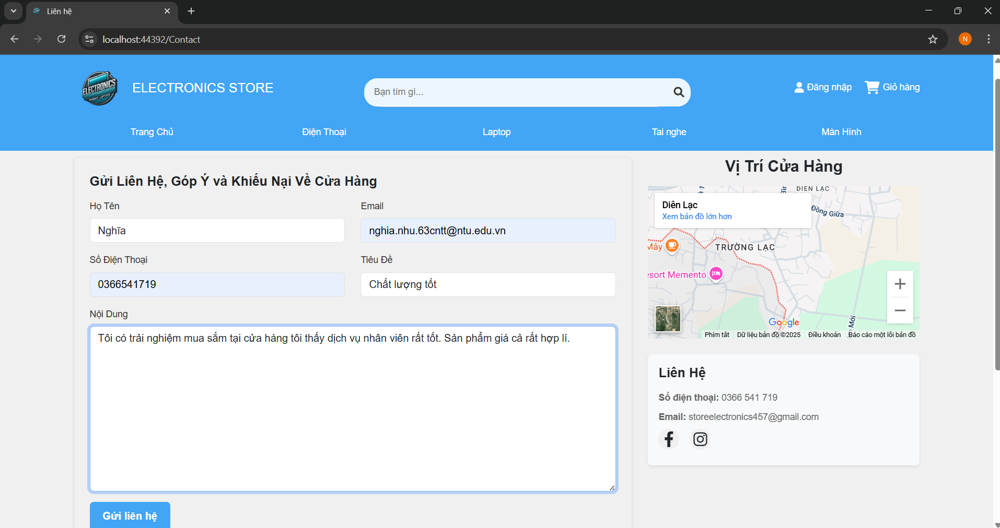 Liên hệ
localhost:44392/Contact
N
ELECTRONICS
PHONES - LAPTOPS
ELECTRONICS STORE
Bạn tìm gì...
Đăng nhập
Giỏ hàng
Trang Chủ
Điện Thoại
Laptop
Tai nghe
Màn Hình
Gửi Liên Hệ, Góp Ý và Khiếu Nại Về Cửa Hàng
Họ Tên
Email
Nghĩa
nghia.nhu.63cntt@ntu.edu.vn
Số Điện Thoại
Tiêu Đề
0366541719
Chất lượng tốt
Nội Dung
Tôi có trải nghiệm mua sắm tại cửa hàng tôi thấy dịch vụ nhân viên rất tốt. Sản phẩm giá cả rất hợp lí.
Gửi liên hệ
Vị Trí Cửa Hàng
DIEN LẠC
Diên Lạc
Xem bản đồ lớn hơn
Đồng Giữa
Mây
TRƯỜNG LẠC
esort Memento
Mới
Google
Phím tắt
Dữ liệu bản đồ ©2025
Điều khoản
Báo cáo một lỗi bản đồ
Liên Hệ
Số điện thoại: 0366 541 719
Email: storeelectronics457@gmail.com